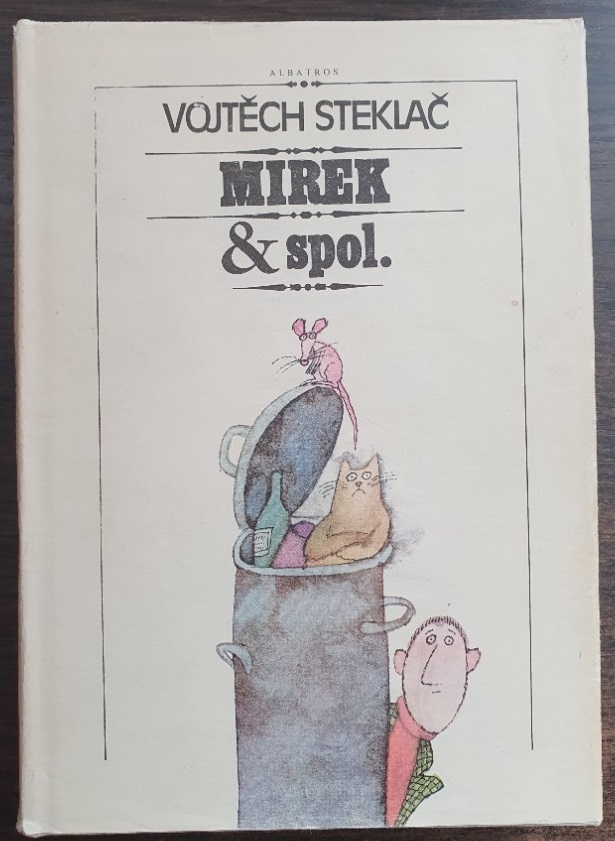 ALBATROS
VOJTĚCH STEKLAČ
MIREK
& spol.